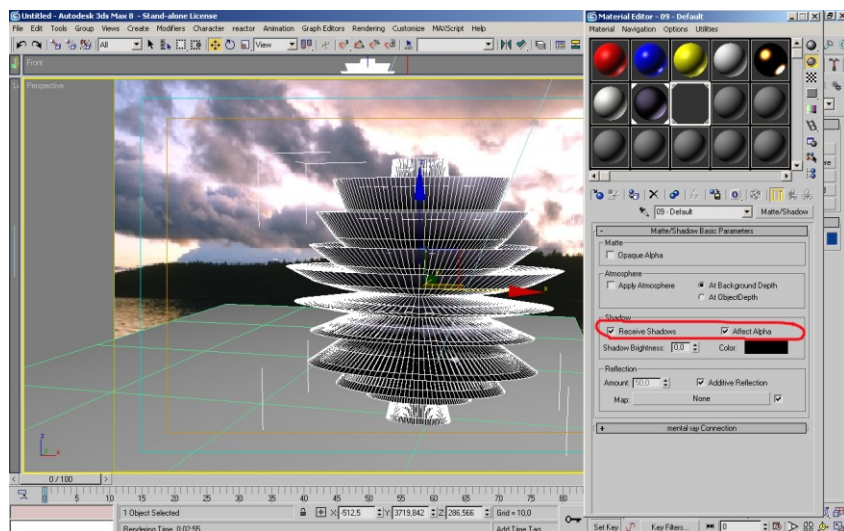 Untitled - Autodesk 3ds Max 8 - Stand-alone License
File Edit Tools Group Views Create Modifiers Character reactor Animation Graph Editors Rendering Customize MAXScript Help
All
View
Front
Perspective
z
x
x
0 / 100
0 5 10 15 20 25 30 35 40 45 50 55 60 65 70 75 80
1 Object Selected
X: -512,5 Y: 3719,842 Z: 286,566 Grid = 10,0
Rendering Time 0:02:55
Add Time Tag
Set Key Key Filters... 0
Material Editor - 09 - Default
Material Navigation Options Utilities
09 - Default
Matte/Shadow
- Matte/Shadow Basic Parameters
Matte
Opaque Alpha
Atmosphere
Apply Atmosphere At Background Depth
At ObjectDepth
Shadow
Receive Shadows Affect Alpha
Shadow Brightness: 0,0 Color:
Reflection
Amount: 50,0 Additive Reflection
Map: None
+ mental ray Connection